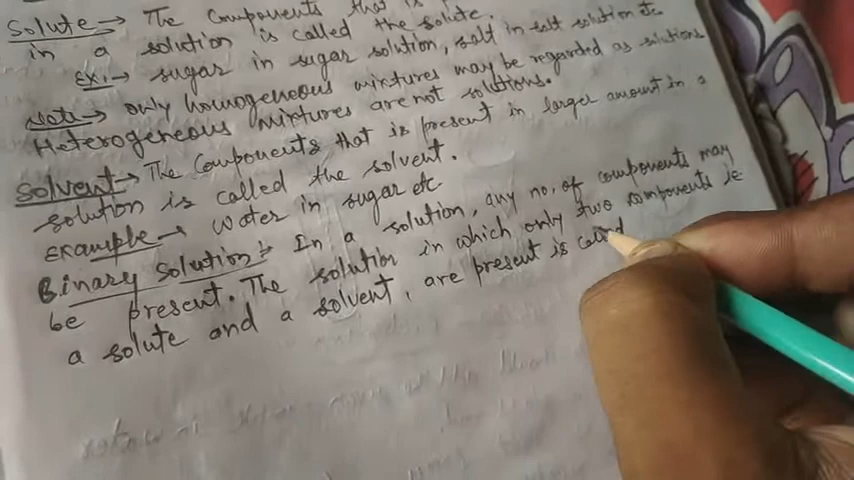 Solute → The Components that is
in a solution is called the solute.
Ex:→ sugar in sugar solution, salt in salt solution etc
Note→ only homogeneous mixtures may be regarded as solutions
Heterogeneous mixtures are not solutions.
Solvent→ The Components that is present in larger amount in a
solution is called the solvent.
Example→ water in sugar etc
Binary Solution:- In a solution, any no. of components may
be present. The solution in which only two components ie
a solute and a solvent, are present is called